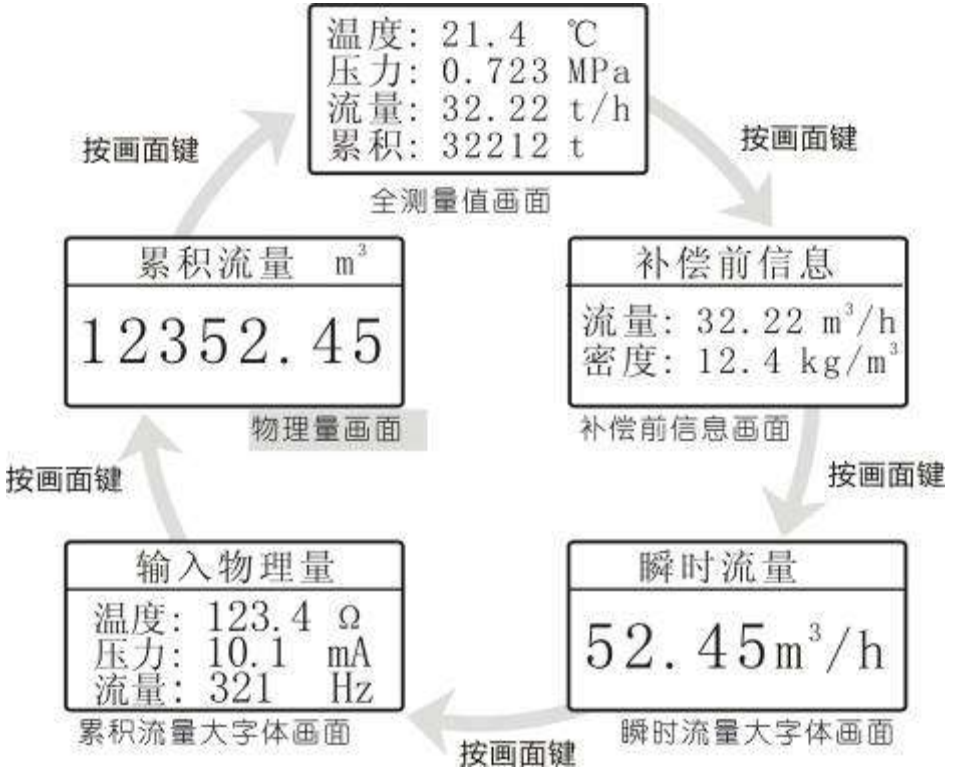 温度: 21.4 ℃
压力: 0.723 MPa
流量: 32.22 t/h
累积: 32212 t
全测量值画面
按画面键
按画面键
累积流量 m³
12352.45
物理量画面
补偿前信息
流量: 32.22 m³/h
密度: 12.4 kg/m³
补偿前信息画面
按画面键
按画面键
输入物理量
温度: 123.4 Ω
压力: 10.1 mA
流量: 321 Hz
累积流量大字体画面
瞬时流量
52.45m³/h
瞬时流量大字体画面
按画面键